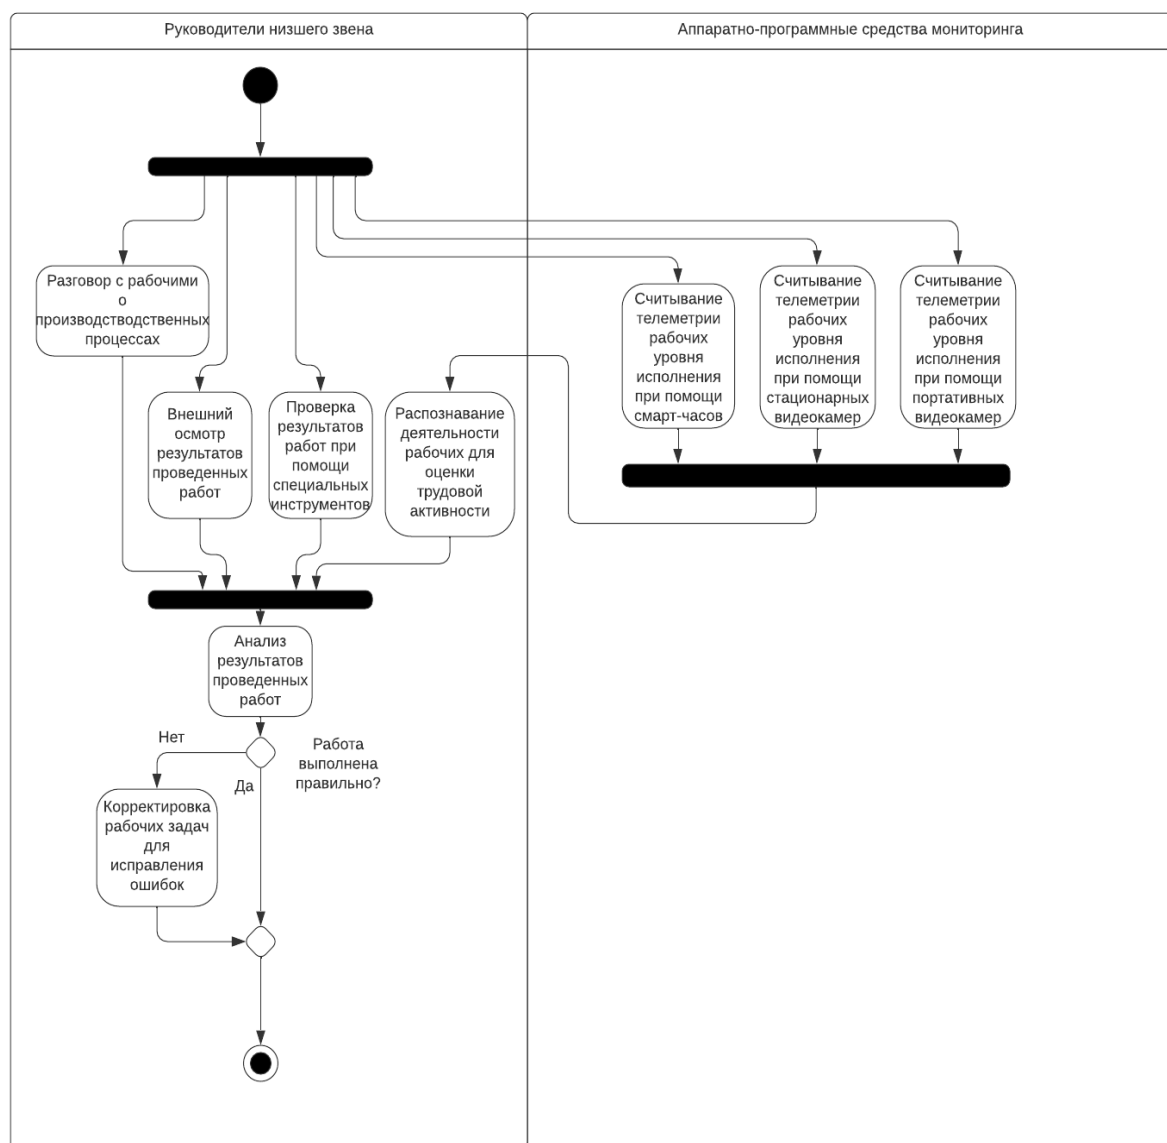 Руководители низшего звена
Аппаратно-программные средства мониторинга
Разговор с рабочими
о
производстводственных
процессах
Внешний
осмотр
результатов
проведенных
работ
Проверка
результатов
работ при
помощи
специальных
инструментов
Распознавание
деятельности
рабочих для
оценки
трудовой
активности
Считывание
телеметрии
рабочих
уровня
исполнения
при помощи
смарт-часов
Считывание
телеметрии
рабочих
уровня
исполнения
при помощи
стационарных
видеокамер
Считывание
телеметрии
рабочих
уровня
исполнения
при помощи
портативных
видеокамер
Анализ
результатов
проведенных
работ
Нет
Работа
выполнена
правильно?
Да
Корректировка
рабочих задач
для
исправления
ошибок